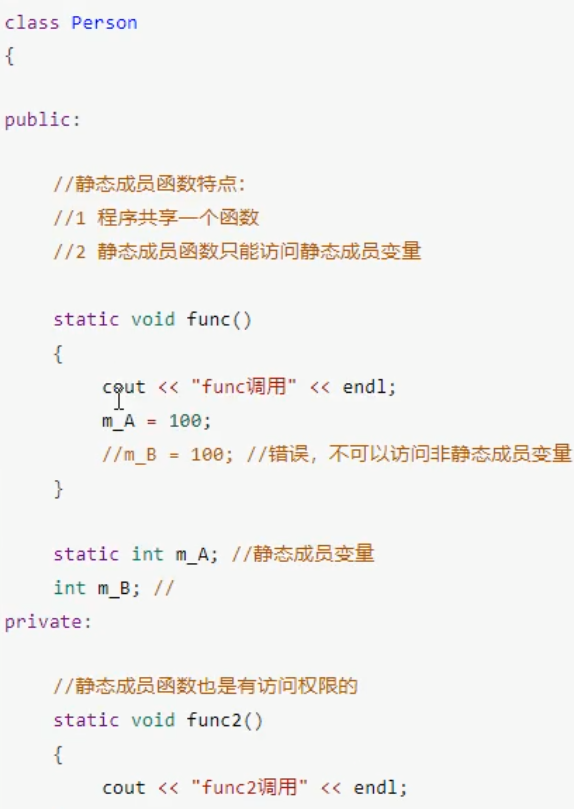 class Person
{
public:
//静态成员函数特点：
//1 程序共享一个函数
//2 静态成员函数只能访问静态成员变量
static void func()
{
cout << "func调用" << endl;
m_A = 100;
//m_B = 100; //错误，不可以访问非静态成员变量
}
static int m_A; //静态成员变量
int m_B; //
private:
//静态成员函数也是有访问权限的
static void func2()
{
cout << "func2调用" << endl;